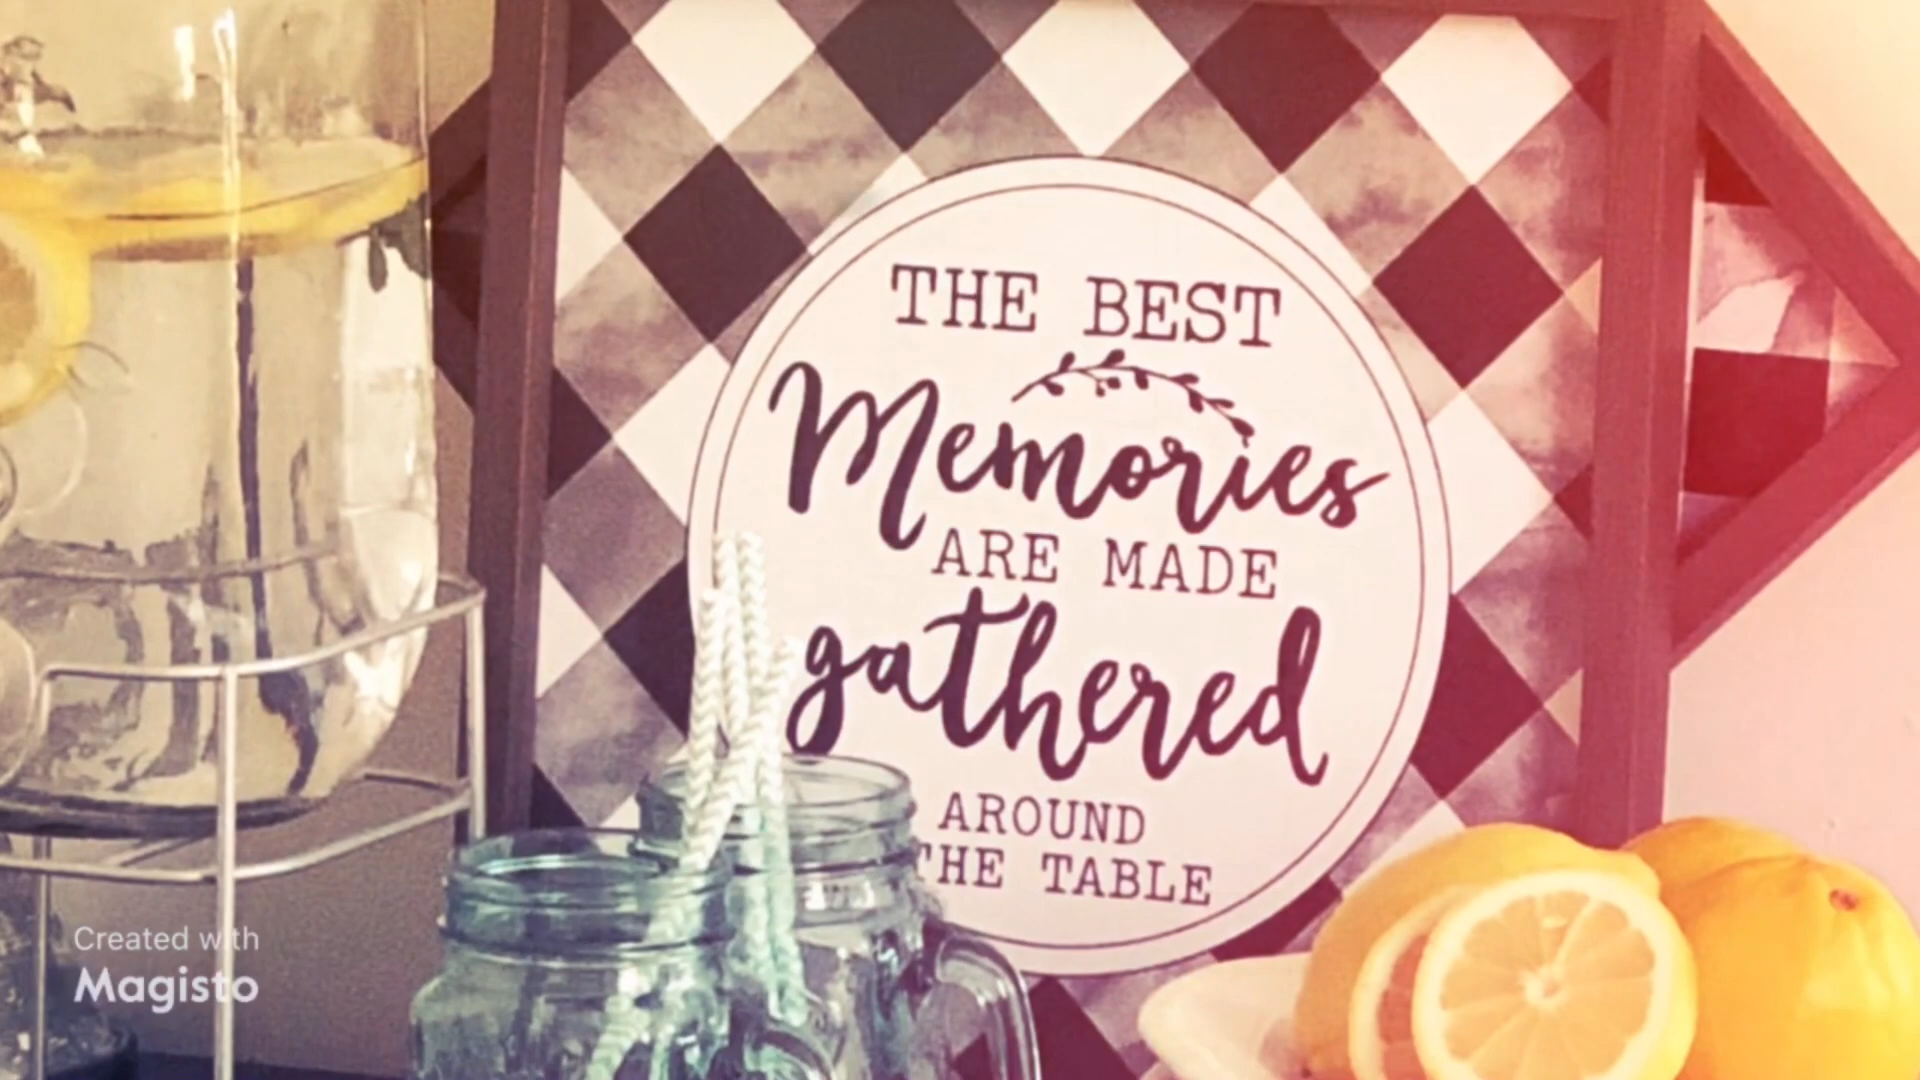 THE BEST
Memories
ARE MADE
gathered
AROUND
THE TABLE
Created with
Magisto